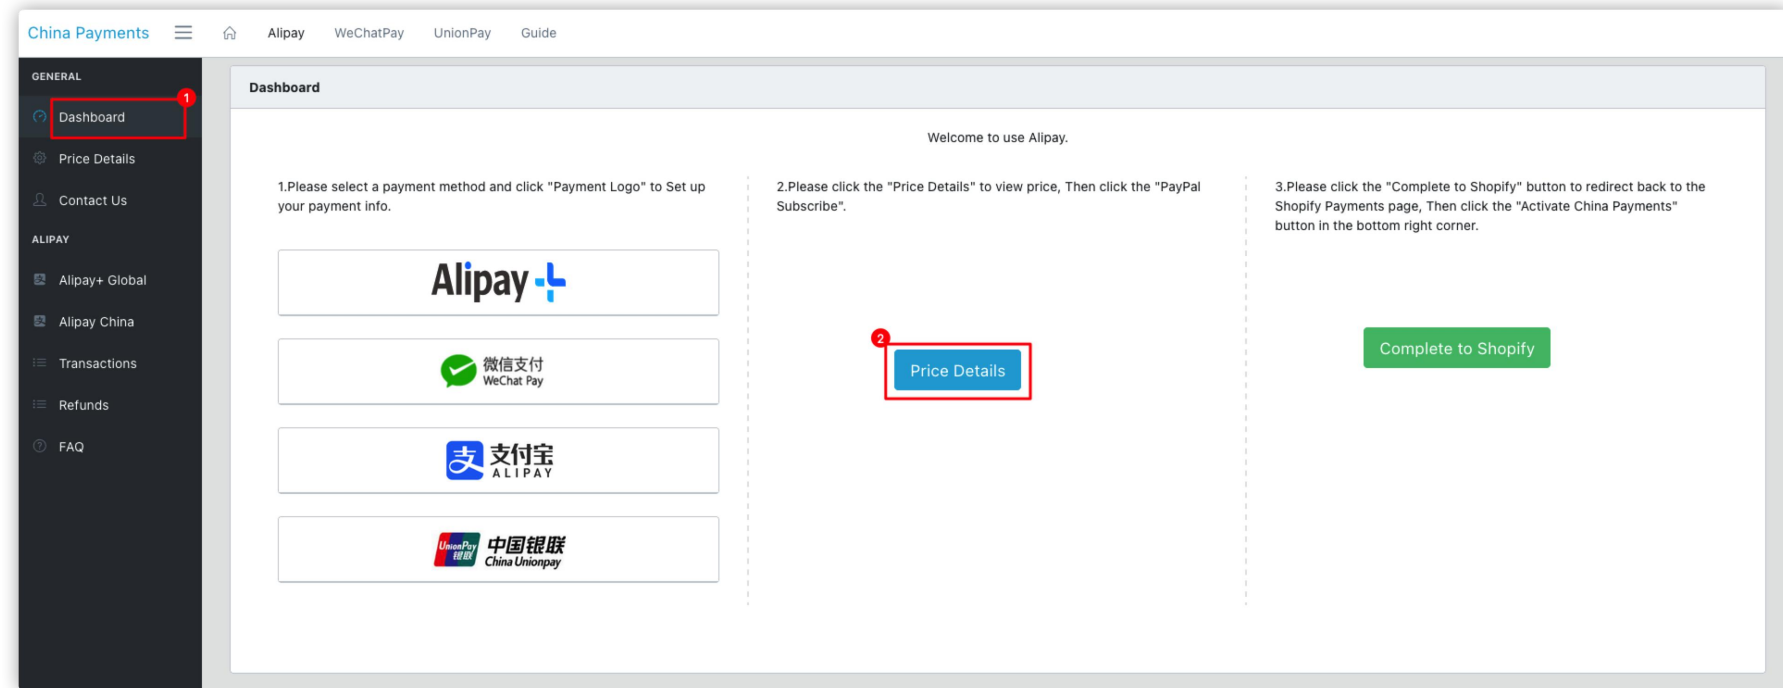 China Payments
Alipay
WeChatPay
UnionPay
Guide
GENERAL
1
Dashboard
Price Details
Contact Us
ALIPAY
Alipay+ Global
Alipay China
Transactions
Refunds
FAQ
Dashboard
Welcome to use Alipay.
1.Please select a payment method and click "Payment Logo" to Set up
your payment info.
Alipay+
微信支付
WeChat Pay
支 支付宝
ALIPAY
UnionPay
银联
中国银联
China Unionpay
2.Please click the "Price Details" to view price, Then click the "PayPal
Subscribe".
2
Price Details
3.Please click the "Complete to Shopify" button to redirect back to the
Shopify Payments page, Then click the "Activate China Payments"
button in the bottom right corner.
Complete to Shopify